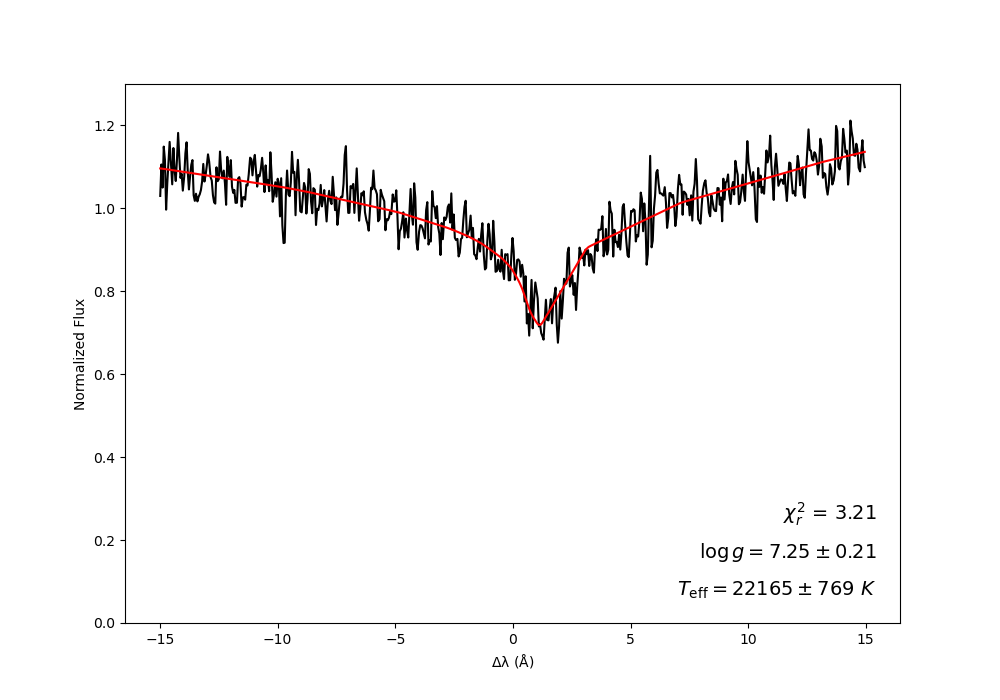 1.2
1.0
0.8
0.6
0.4
0.2
0.0
Normalized Flux
χ²ᵣ = 3.21
log g = 7.25 ± 0.21
T_eff = 22165 ± 769 K
−15 −10 −5 0 5 10 15
Δλ (Å)